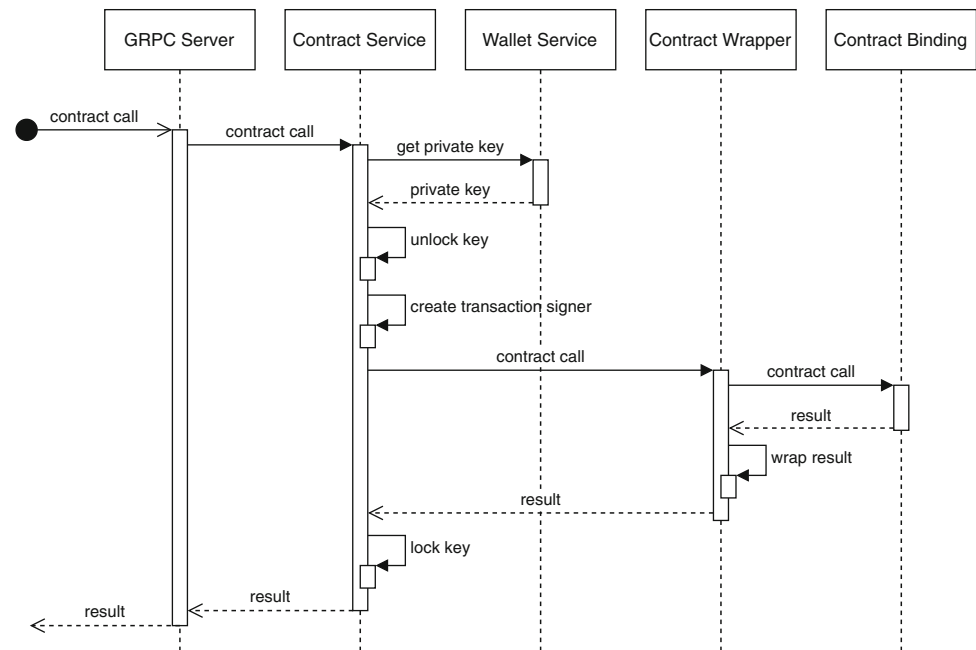 GRPC Server
Contract Service
Wallet Service
Contract Wrapper
Contract Binding
contract call
contract call
get private key
private key
unlock key
create transaction signer
contract call
contract call
result
wrap result
result
lock key
result
result